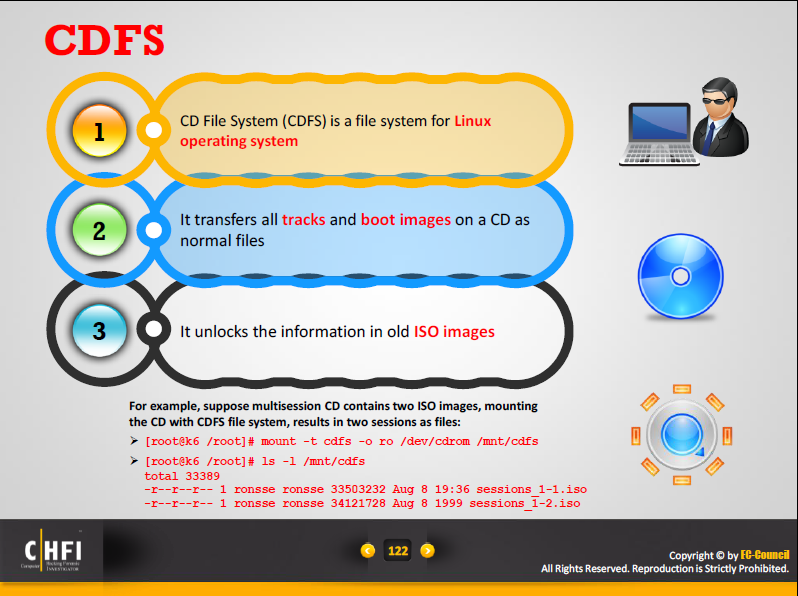 CDFS
1
CD File System (CDFS) is a file system for Linux
operating system
2
It transfers all tracks and boot images on a CD as
normal files
3
It unlocks the information in old ISO images
For example, suppose multisession CD contains two ISO images, mounting
the CD with CDFS file system, results in two sessions as files:
➢ [root@k6 /root]# mount -t cdfs -o ro /dev/cdrom /mnt/cdfs
➢ [root@k6 /root]# ls -l /mnt/cdfs
total 33389
-r--r--r-- 1 ronsse ronsse 33503232 Aug 8 19:36 sessions_1-1.iso
-r--r--r-- 1 ronsse ronsse 34121728 Aug 8 1999 sessions_1-2.iso
CHFI
Computer Hacking Forensic
INVESTIGATOR
122
Copyright © by EC-Council
All Rights Reserved. Reproduction is Strictly Prohibited.